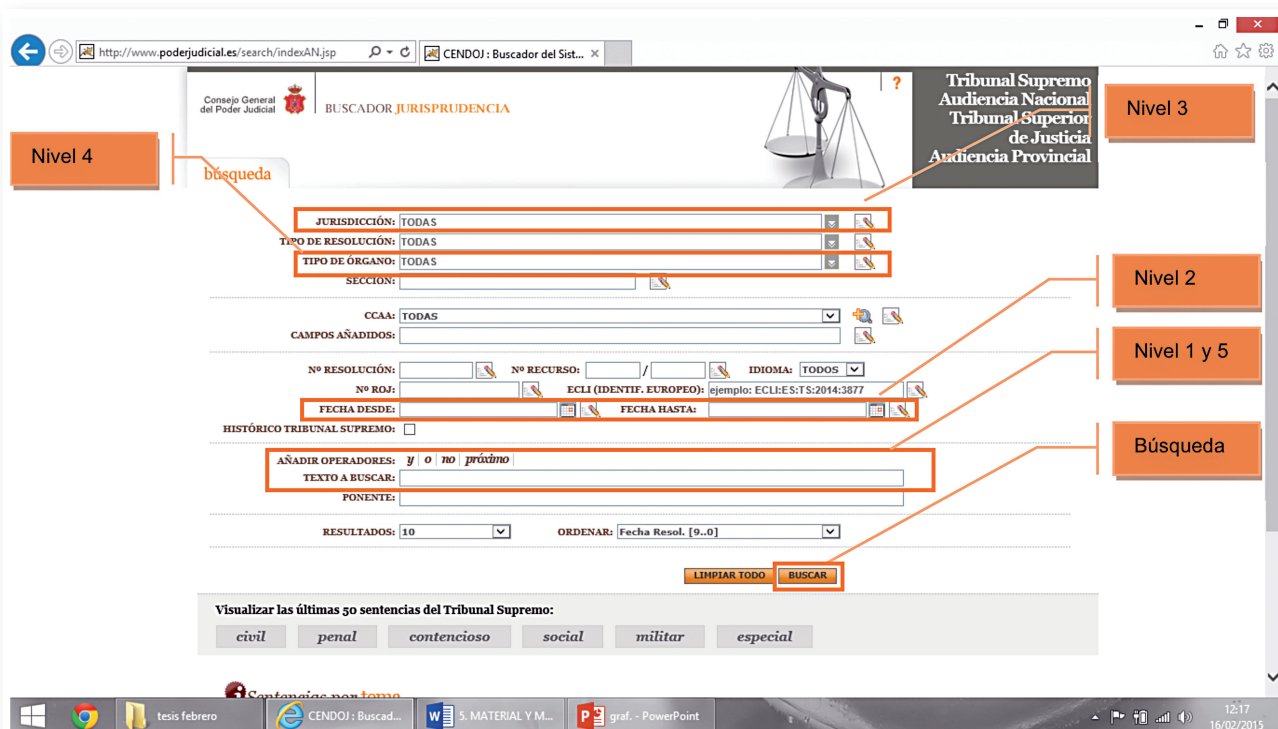 http://www.poderjudicial.es/search/indexAN.jsp
CENDOJ : Buscador del Sist...
Consejo General
del Poder Judicial
BUSCADOR JURISPRUDENCIA
?
Tribunal Supremo
Audiencia Nacional
Tribunal Superior
de Justicia
Audiencia Provincial
Nivel 3
Nivel 4
búsqueda
JURISDICCIÓN: TODAS
TIPO DE RESOLUCIÓN: TODAS
TIPO DE ÓRGANO: TODAS
SECCIÓN:
Nivel 2
CCAA: TODAS
CAMPOS AÑADIDOS:
Nivel 1 y 5
Nº RESOLUCIÓN: Nº RECURSO: / IDIOMA: TODOS
Nº ROJ: ECLI (IDENTIF. EUROPEO): ejemplo: ECLI:ES:TS:2014:3877
FECHA DESDE: FECHA HASTA:
HISTÓRICO TRIBUNAL SUPREMO:
Búsqueda
AÑADIR OPERADORES: y | o | no | próximo |
TEXTO A BUSCAR:
PONENTE:
RESULTADOS: 10 ORDENAR: Fecha Resol. [9..0]
LIMPIAR TODO BUSCAR
Visualizar las últimas 50 sentencias del Tribunal Supremo:
civil penal contencioso social militar especial
Sentencias por tema
tesis febrero CENDOJ : Buscad... 5. MATERIAL Y M... graf. - PowerPoint
12:17
16/02/2015